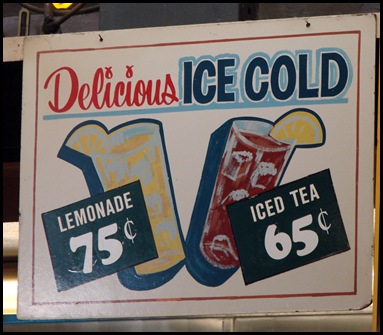 Delicious ICE COLD
LEMONADE
75¢
ICED TEA
65¢